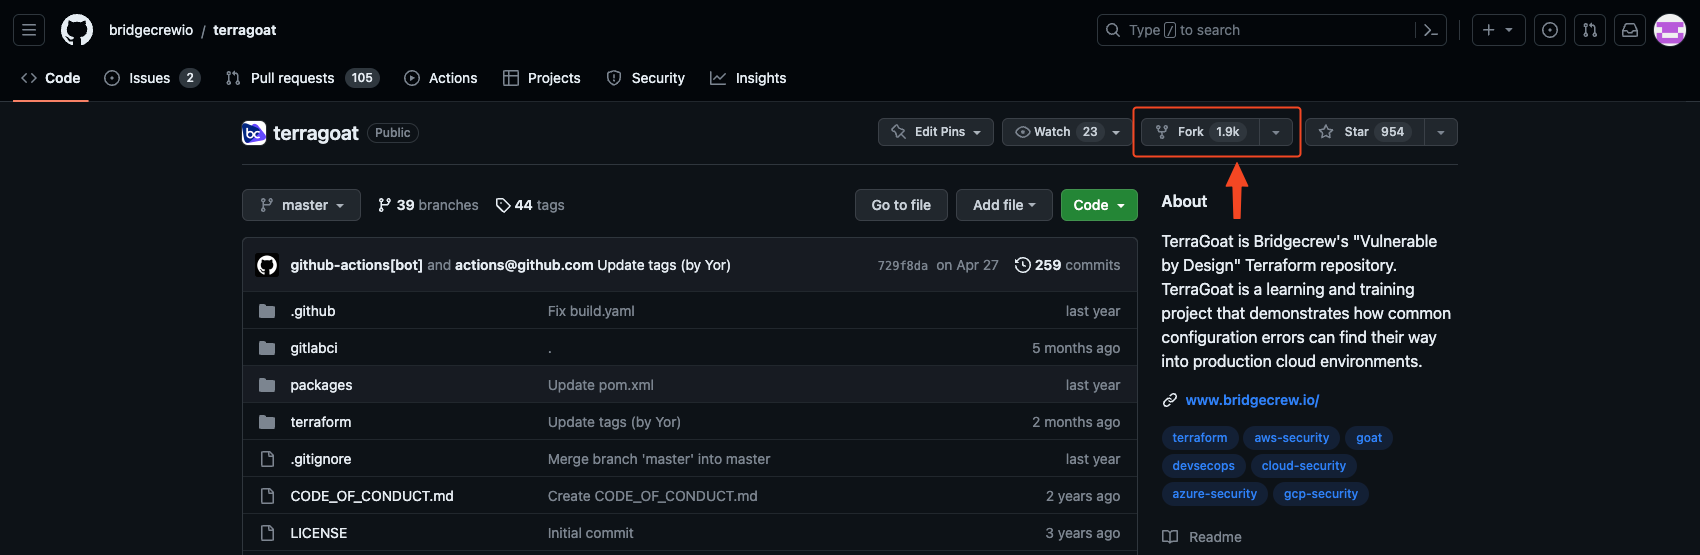 bridgecrewio / terragoat
Type / to search
Code
Issues 2
Pull requests 105
Actions
Projects
Security
Insights
bc terragoat Public
Edit Pins
Watch 23
Fork 1.9k
Star 954
master
39 branches
44 tags
Go to file
Add file
Code
github-actions[bot] and actions@github.com Update tags (by Yor) 729f8da on Apr 27 259 commits
.github Fix build.yaml last year
gitlabci . 5 months ago
packages Update pom.xml last year
terraform Update tags (by Yor) 2 months ago
.gitignore Merge branch 'master' into master last year
CODE_OF_CONDUCT.md Create CODE_OF_CONDUCT.md 2 years ago
LICENSE Initial commit 3 years ago
About
TerraGoat is Bridgecrew's "Vulnerable
by Design" Terraform repository.
TerraGoat is a learning and training
project that demonstrates how common
configuration errors can find their way
into production cloud environments.
www.bridgecrew.io/
terraform aws-security goat
devsecops cloud-security
azure-security gcp-security
Readme